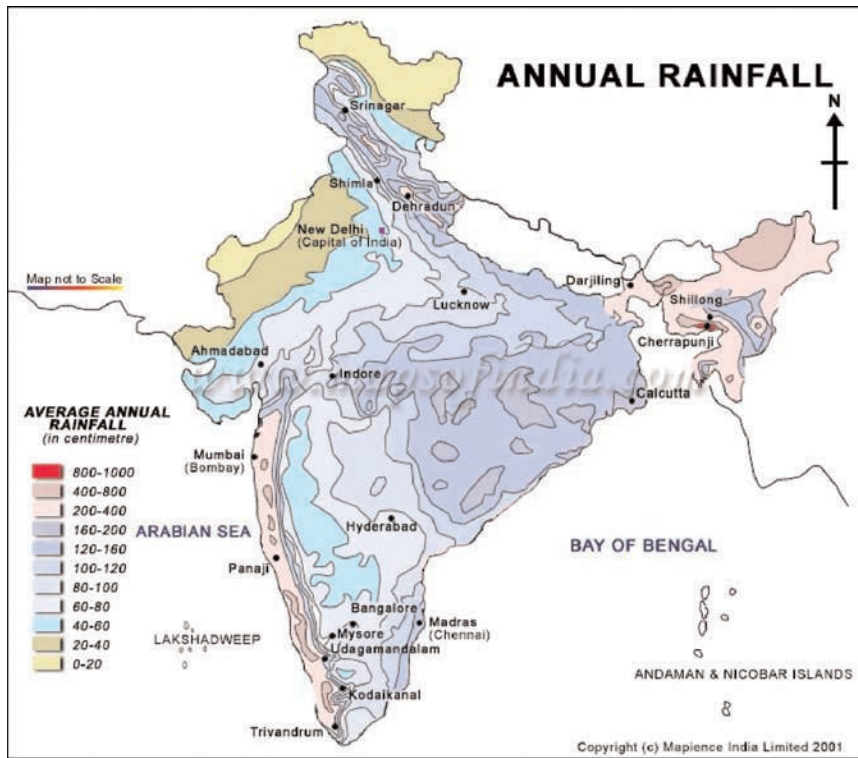 ANNUAL RAINFALL
N
Srinagar
Shimla
Dehradun
New Delhi
(Capital of India)
Map not to Scale
Darjiling
Lucknow
Shillong
Cherrapunji
Ahmadabad
www.mapsofindia.com
Indore
Calcutta
AVERAGE ANNUAL
RAINFALL
(in centimetre)
800-1000
400-800
200-400
160-200
120-160
100-120
80-100
60-80
40-60
20-40
0-20
Mumbai
(Bombay)
Hyderabad
ARABIAN SEA
BAY OF BENGAL
Panaji
Bangalore
Madras
(Chennai)
LAKSHADWEEP
Mysore
Udagamandalam
Kodaikanal
ANDAMAN & NICOBAR ISLANDS
Trivandrum
Copyright (c) Mapience India Limited 2001